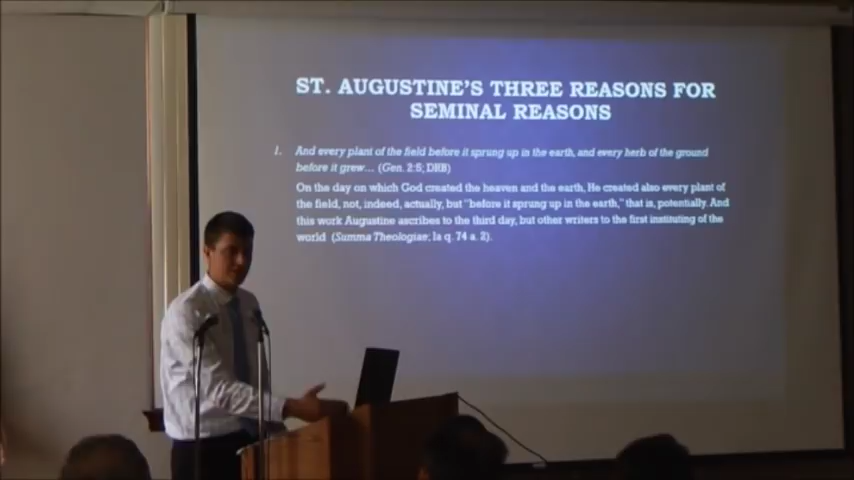 ST. AUGUSTINE'S THREE REASONS FOR
SEMINAL REASONS
1. And every plant of the field before it sprung up in the earth, and every herb of the ground
before it grew... (Gen. 2:5; DRB)
On the day on which God created the heaven and the earth, He created also every plant of
the field, not, indeed, actually, but "before it sprung up in the earth," that is, potentially. And
this work Augustine ascribes to the third day, but other writers to the first instituting of the
world (Summa Theologiae; Ia q. 74 a. 2).